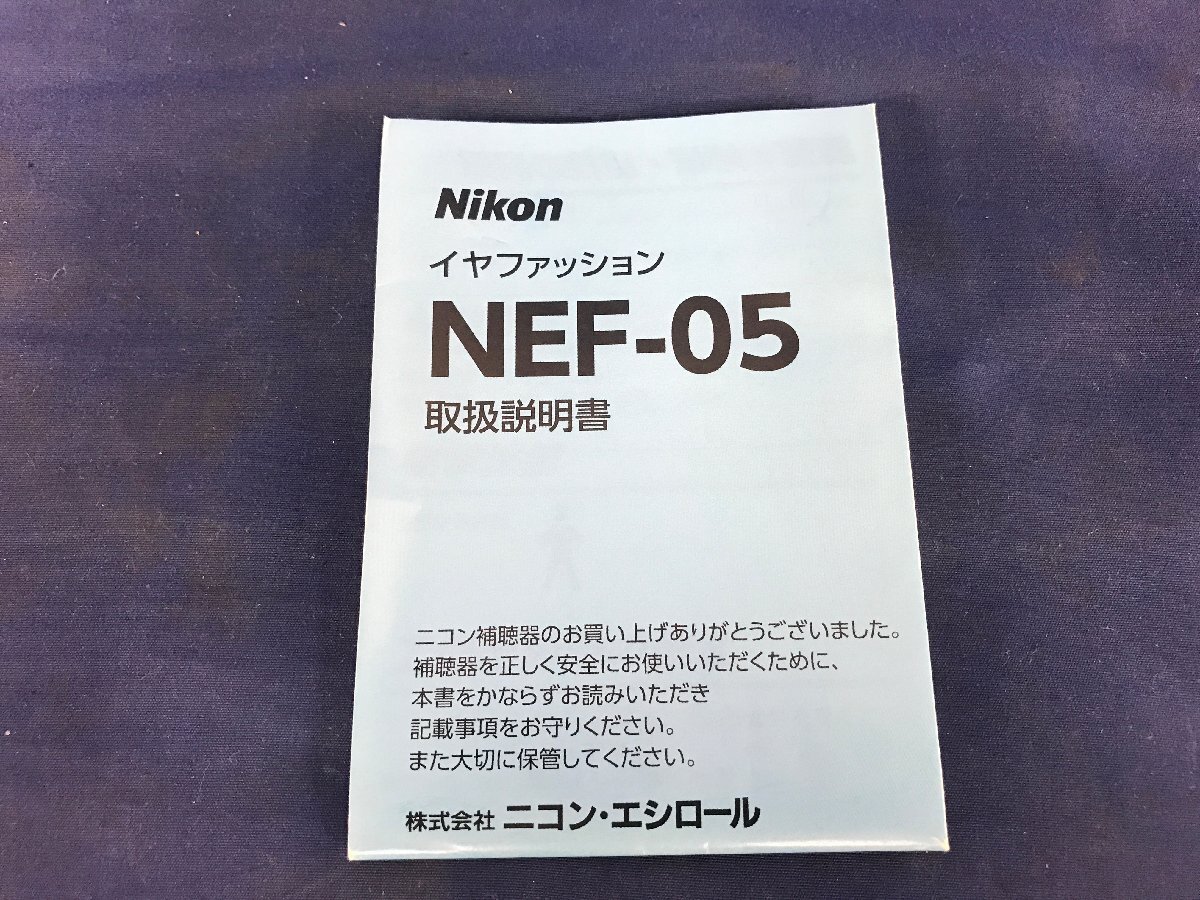 Nikon
イヤファッション
NEF-05
取扱説明書
ニコン補聴器のお買い上げありがとうございました。
補聴器を正しく安全にお使いいただくために、
本書をかならずお読みいただき
記載事項をお守りください。
また大切に保管してください。
株式会社 ニコン・エシロール